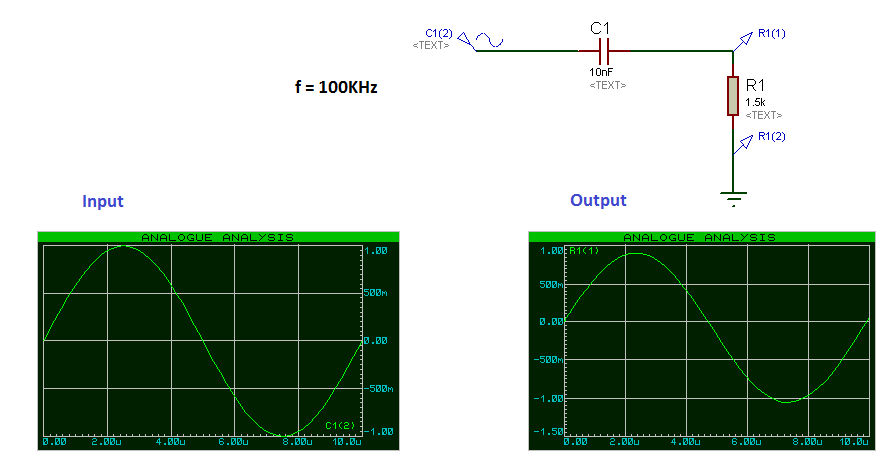 C1(2)
<TEXT>
C1
10nF
<TEXT>
R1(1)
R1
1.5k
<TEXT>
R1(2)
f = 100KHz
Input
Output
ANALOGUE ANALYSIS
1.00
500m
0.00
-500m
C1(2)
-1.00
0.00 2.00u 4.00u 6.00u 8.00u 10.0u
ANALOGUE ANALYSIS
1.00 R1(1)
500m
0.00
-500m
-1.00
-1.50
0.00 2.00u 4.00u 6.00u 8.00u 10.0u